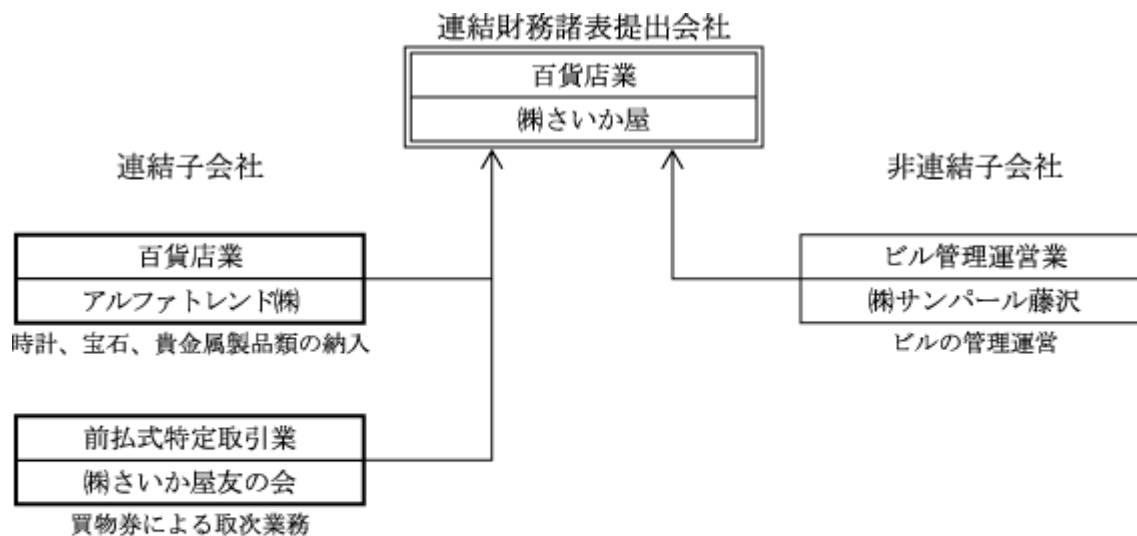 連結財務諸表提出会社
百貨店業
㈱さいか屋
連結子会社
非連結子会社
百貨店業
アルファトレンド㈱
時計、宝石、貴金属製品類の納入
ビル管理運営業
㈱サンパール藤沢
ビルの管理運営
前払式特定取引業
㈱さいか屋友の会
買物券による取次業務